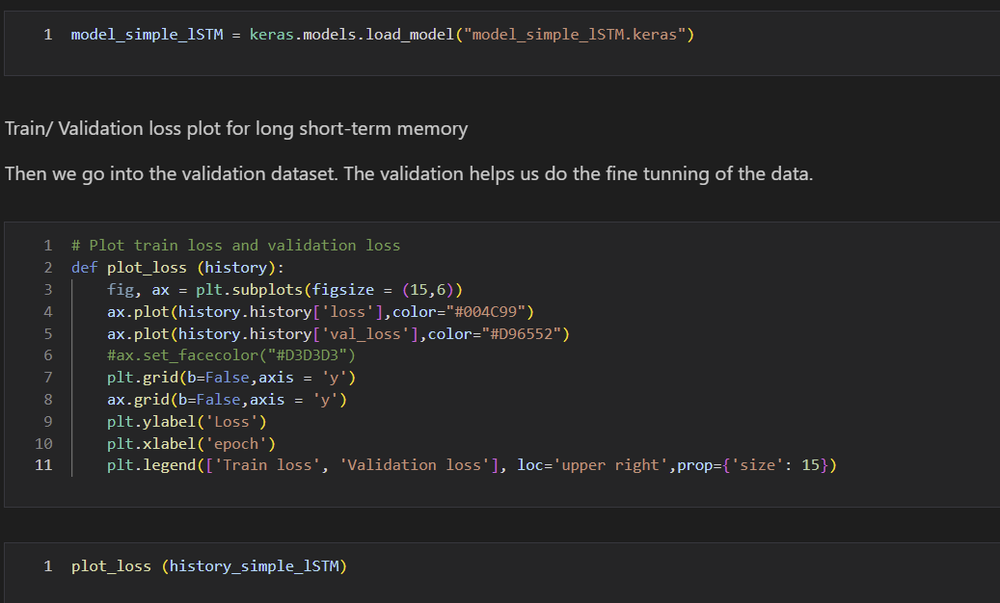 1 model_simple_lSTM = keras.models.load_model("model_simple_lSTM.keras")
Train/ Validation loss plot for long short-term memory
Then we go into the validation dataset. The validation helps us do the fine tunning of the data.
1 # Plot train loss and validation loss
2 def plot_loss (history):
3     fig, ax = plt.subplots(figsize = (15,6))
4     ax.plot(history.history['loss'],color="#004C99")
5     ax.plot(history.history['val_loss'],color="#D96552")
6     #ax.set_facecolor("#D3D3D3")
7     plt.grid(b=False,axis = 'y')
8     ax.grid(b=False,axis = 'y')
9     plt.ylabel('Loss')
10     plt.xlabel('epoch')
11     plt.legend(['Train loss', 'Validation loss'], loc='upper right',prop={'size': 15})
1 plot_loss (history_simple_lSTM)